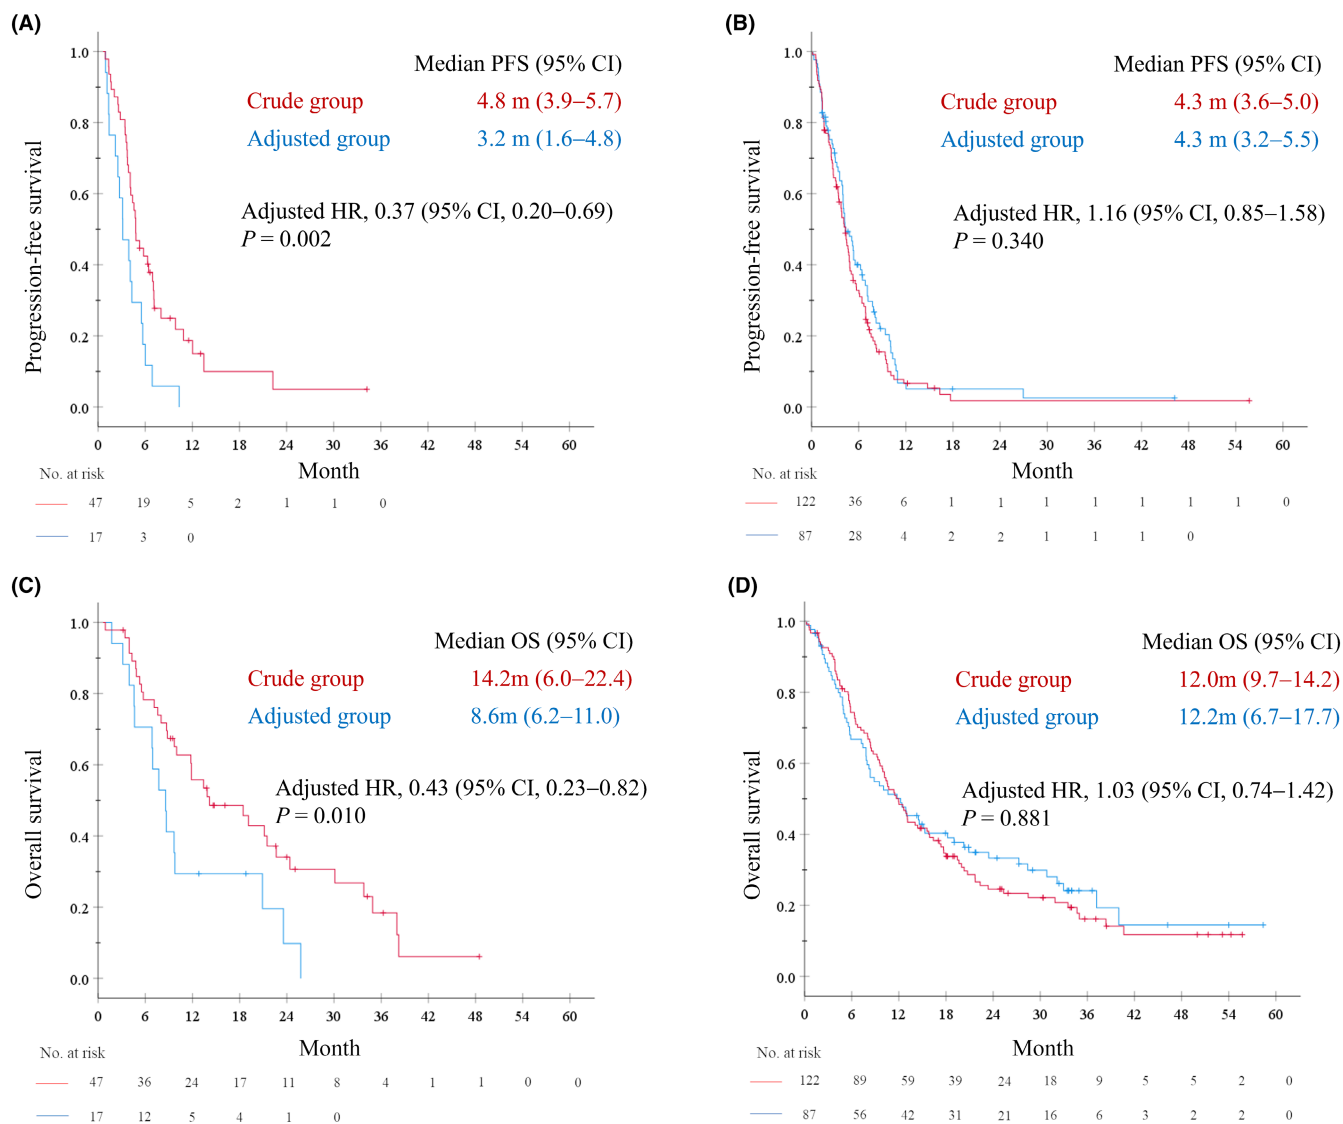 (A)
Median PFS (95% CI)
Crude group 4.8 m (3.9–5.7)
Adjusted group 3.2 m (1.6–4.8)
Adjusted HR, 0.37 (95% CI, 0.20–0.69)
P = 0.002
Progression-free survival
1.0
0.8
0.6
0.4
0.2
0.0
0 6 12 18 24 30 36 42 48 54 60
Month
No. at risk
47 19 5 2 1 1 0
17 3 0
(B)
Median PFS (95% CI)
Crude group 4.3 m (3.6–5.0)
Adjusted group 4.3 m (3.2–5.5)
Adjusted HR, 1.16 (95% CI, 0.85–1.58)
P = 0.340
Progression-free survival
1.0
0.8
0.6
0.4
0.2
0.0
0 6 12 18 24 30 36 42 48 54 60
Month
No. at risk
122 36 6 1 1 1 1 1 1 1 0
87 28 4 2 2 1 1 1 0
(C)
Median OS (95% CI)
Crude group 14.2m (6.0–22.4)
Adjusted group 8.6m (6.2–11.0)
Adjusted HR, 0.43 (95% CI, 0.23–0.82)
P = 0.010
Overall survival
1.0
0.8
0.6
0.4
0.2
0.0
0 6 12 18 24 30 36 42 48 54 60
Month
No. at risk
47 36 24 17 11 8 4 1 1 0 0
17 12 5 4 1 0
(D)
Median OS (95% CI)
Crude group 12.0m (9.7–14.2)
Adjusted group 12.2m (6.7–17.7)
Adjusted HR, 1.03 (95% CI, 0.74–1.42)
P = 0.881
Overall survival
1.0
0.8
0.6
0.4
0.2
0.0
0 6 12 18 24 30 36 42 48 54 60
Month
No. at risk
122 89 59 39 24 18 9 5 5 2 0
87 56 42 31 21 16 6 3 2 2 0